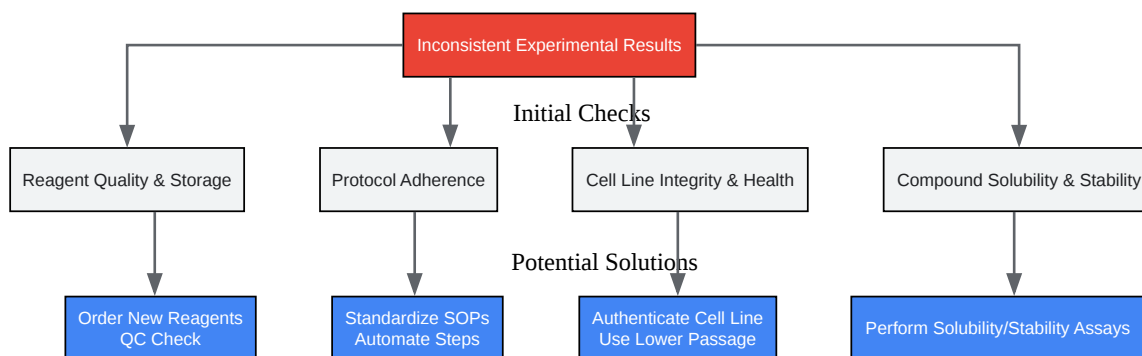 Inconsistent Experimental Results
Initial Checks
Reagent Quality & Storage
Protocol Adherence
Cell Line Integrity & Health
Compound Solubility & Stability
Potential Solutions
Order New Reagents
QC Check
Standardize SOPs
Automate Steps
Authenticate Cell Line
Use Lower Passage
Perform Solubility/Stability Assays